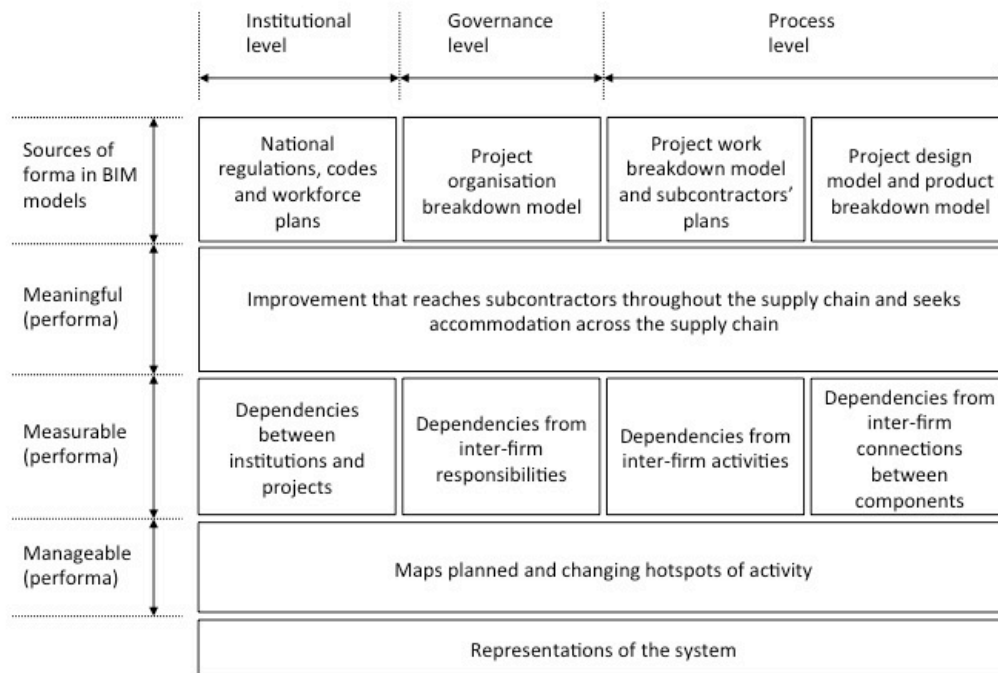 Institutional
level
Governance
level
Process
level
Sources of
forma in BIM
models
National
regulations, codes
and workforce
plans
Project
organisation
breakdown model
Project work
breakdown model
and subcontractors’
plans
Project design
model and product
breakdown model
Meaningful
(performa)
Improvement that reaches subcontractors throughout the supply chain and seeks
accommodation across the supply chain
Measurable
(performa)
Dependencies
between
institutions and
projects
Dependencies from
inter-firm
responsibilities
Dependencies from
inter-firm activities
Dependencies from
inter-firm
connections
between
components
Manageable
(performa)
Maps planned and changing hotspots of activity
Representations of the system